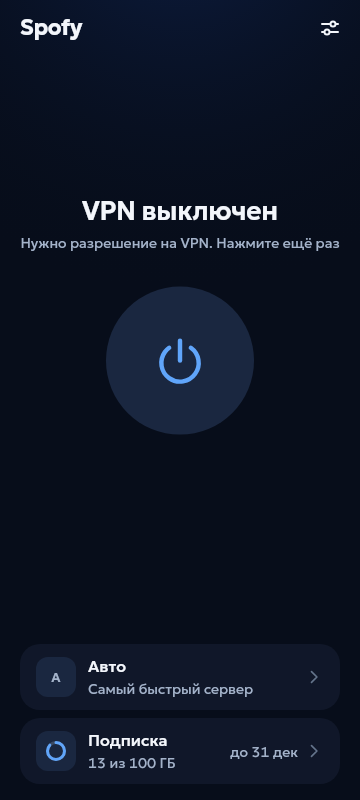 Spofy
VPN выключен
Нужно разрешение на VPN. Нажмите ещё раз
A
Авто
Самый быстрый сервер
Подписка
13 из 100 ГБ
до 31 дек